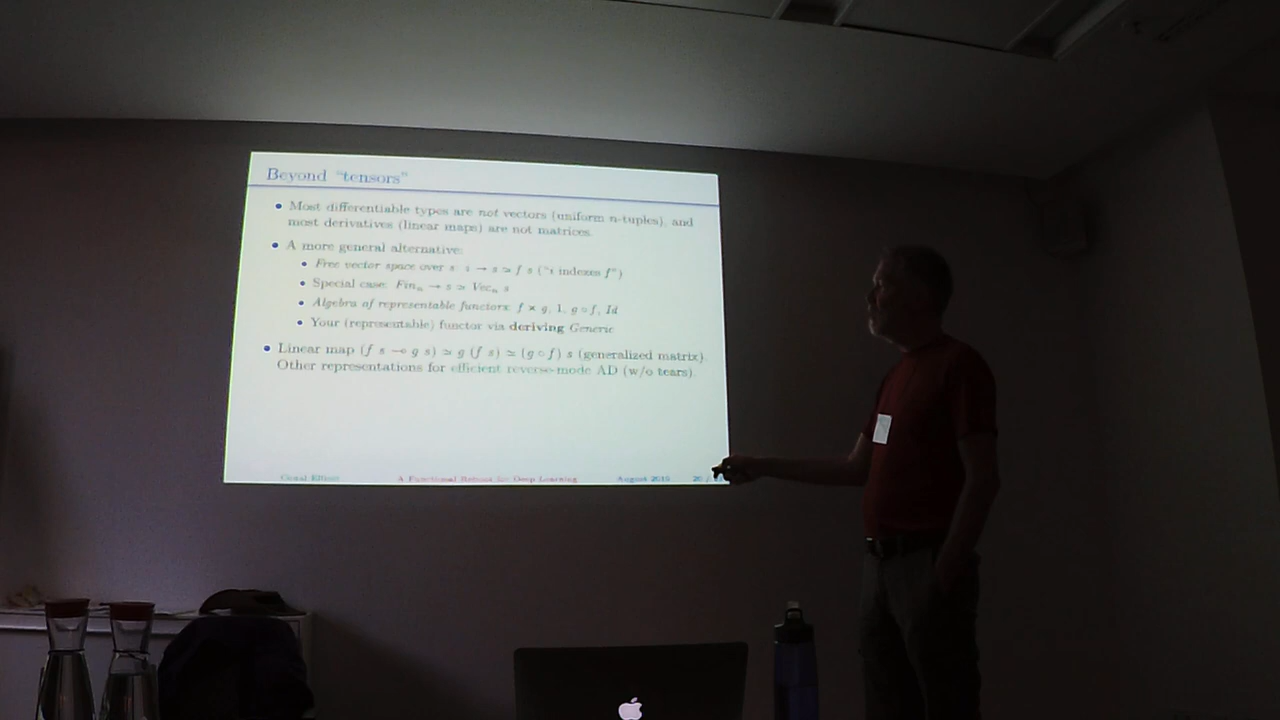 Beyond “tensors”
• Most differentiable types are not vectors (uniform n-tuples), and
most derivatives (linear maps) are not matrices.
• A more general alternative:
• Free vector space over s: i → s ≃ f s (“i indexes f”)
• Special case: Finₙ → s ≃ Vecₙ s
• Algebra of representable functors: f × g, 1, g ∘ f, Id
• Your (representable) functor via deriving Generic
• Linear map (f s ⊸ g s) ≃ g (f s) ≃ (g ∘ f) s (generalized matrix).
Other representations for efficient reverse-mode AD (w/o tears).
Conal Elliott A Functional Reboot for Deep Learning August 2019 20 /